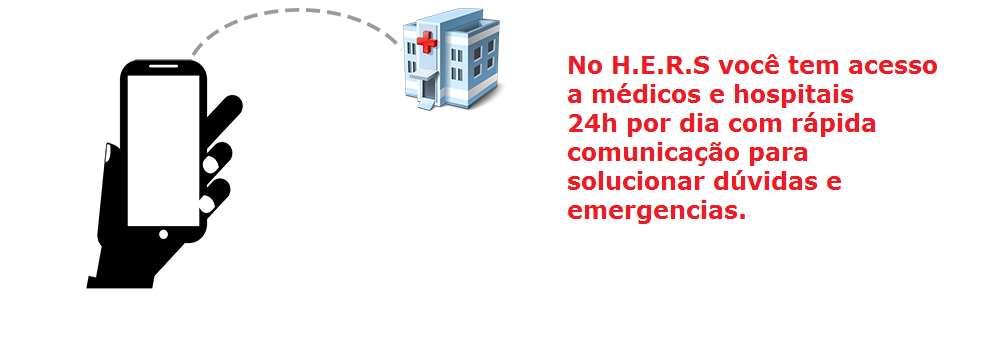 No H.E.R.S você tem acesso
a médicos e hospitais
24h por dia com rápida
comunicação para
solucionar dúvidas e
emergencias.